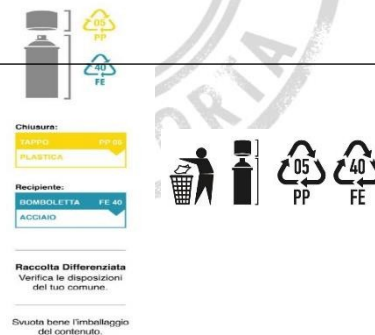 05
PP
40
FE
Chiusura:
TAPPO PP 05
PLASTICA
Recipiente:
BOMBOLETTA FE 40
ACCIAIO
Raccolta Differenziata
Verifica le disposizioni
del tuo comune.
Svuota bene l'imballaggio
del contenuto.
05 40
PP FE